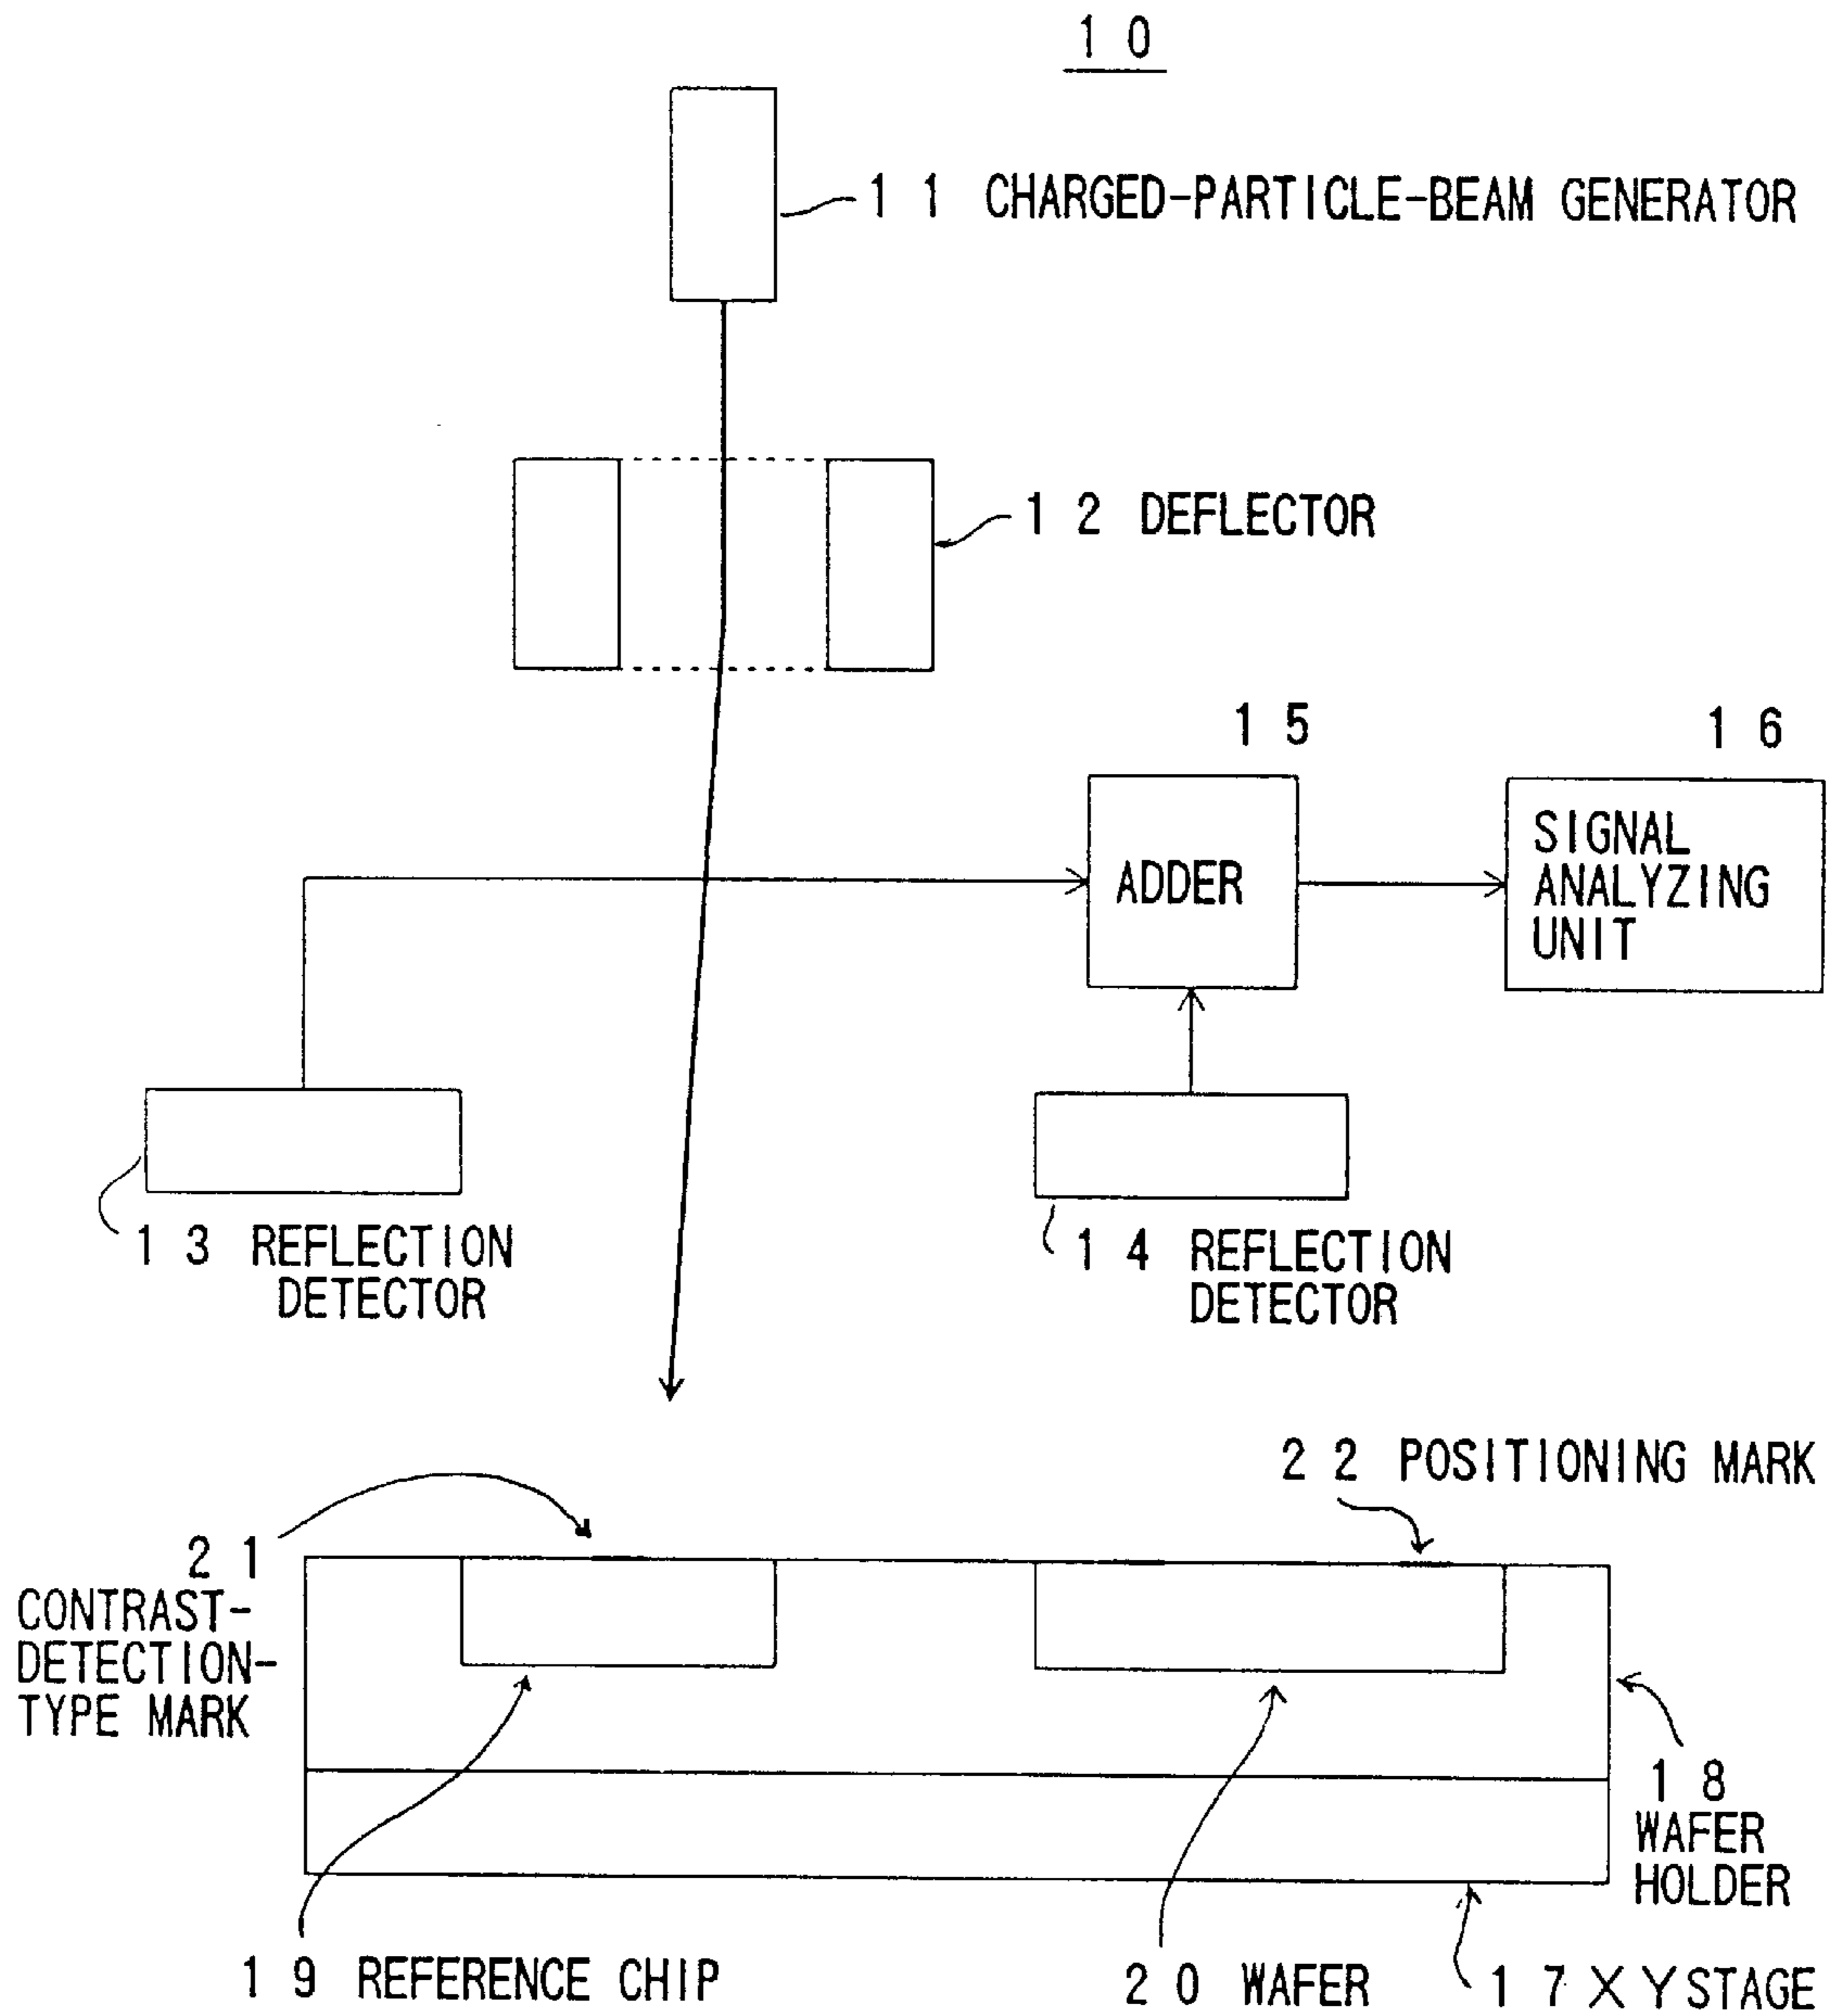 10
11 CHARGED-PARTICLE-BEAM GENERATOR
12 DEFLECTOR
15
16
ADDER
SIGNAL
ANALYZING
UNIT
13 REFLECTION
DETECTOR
14 REFLECTION
DETECTOR
22 POSITIONING MARK
21
CONTRAST-
DETECTION-
TYPE MARK
18
WAFER
HOLDER
19 REFERENCE CHIP
20 WAFER
17 XY STAGE